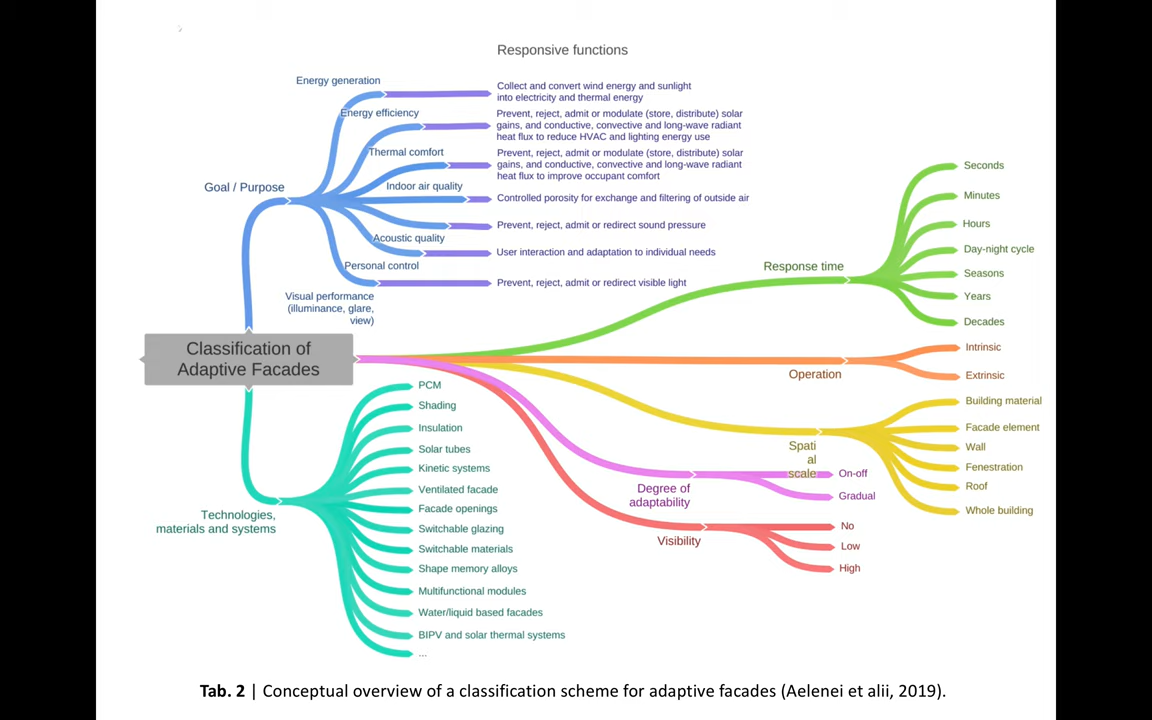 Responsive functions
Energy generation
Collect and convert wind energy and sunlight
into electricity and thermal energy
Energy efficiency
Prevent, reject, admit or modulate (store, distribute) solar
gains, and conductive, convective and long-wave radiant
heat flux to reduce HVAC and lighting energy use
Thermal comfort
Prevent, reject, admit or modulate (store, distribute) solar
gains, and conductive, convective and long-wave radiant
heat flux to improve occupant comfort
Goal / Purpose
Indoor air quality
Controlled porosity for exchange and filtering of outside air
Prevent, reject, admit or redirect sound pressure
Acoustic quality
User interaction and adaptation to individual needs
Personal control
Prevent, reject, admit or redirect visible light
Visual performance
(illuminance, glare,
view)
Classification of
Adaptive Facades
Response time
Seconds
Minutes
Hours
Day-night cycle
Seasons
Years
Decades
Operation
Intrinsic
Extrinsic
Spati
al
scale
Building material
Facade element
Wall
Fenestration
Roof
Whole building
Degree of
adaptability
On-off
Gradual
Visibility
No
Low
High
Technologies,
materials and systems
PCM
Shading
Insulation
Solar tubes
Kinetic systems
Ventilated facade
Facade openings
Switchable glazing
Switchable materials
Shape memory alloys
Multifunctional modules
Water/liquid based facades
BIPV and solar thermal systems
...
Tab. 2 | Conceptual overview of a classification scheme for adaptive facades (Aelenei et alii, 2019).